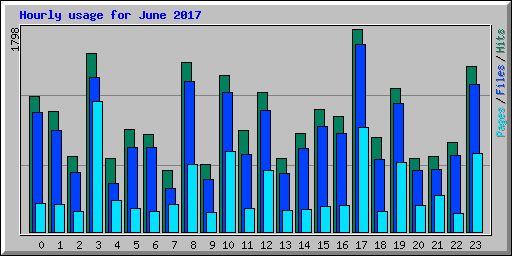 Hourly usage for June 2017
1798
Pages/Files/Hits
0 1 2 3 4 5 6 7 8 9 10 11 12 13 14 15 16 17 18 19 20 21 22 23